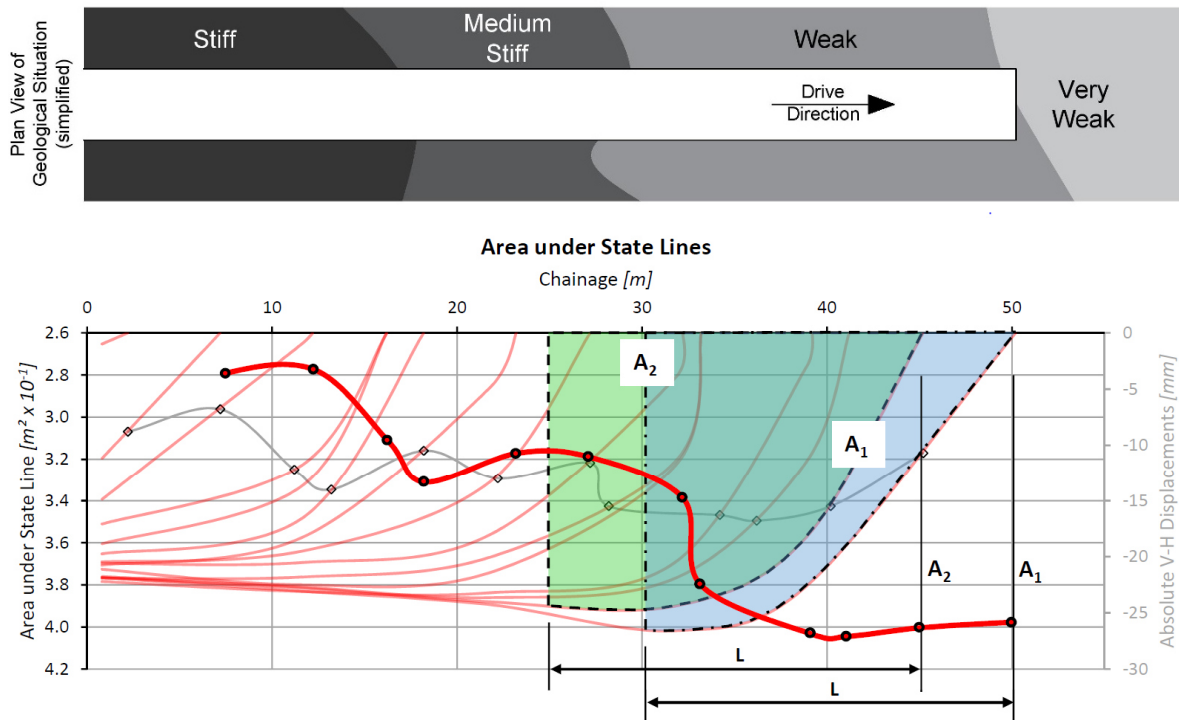 Plan View of
Geological Situation
(simplified)
Stiff
Medium
Stiff
Weak
Very
Weak
Drive
Direction
Area under State Lines
Chainage [m]
0
10
20
30
40
50
2.6
2.8
3.0
3.2
3.4
3.6
3.8
4.0
4.2
Area under State Line [m² x 10⁻¹]
0
-5
-10
-15
-20
-25
-30
Absolute V-H Displacements [mm]
A₂
A₁
A₂
A₁
L
L